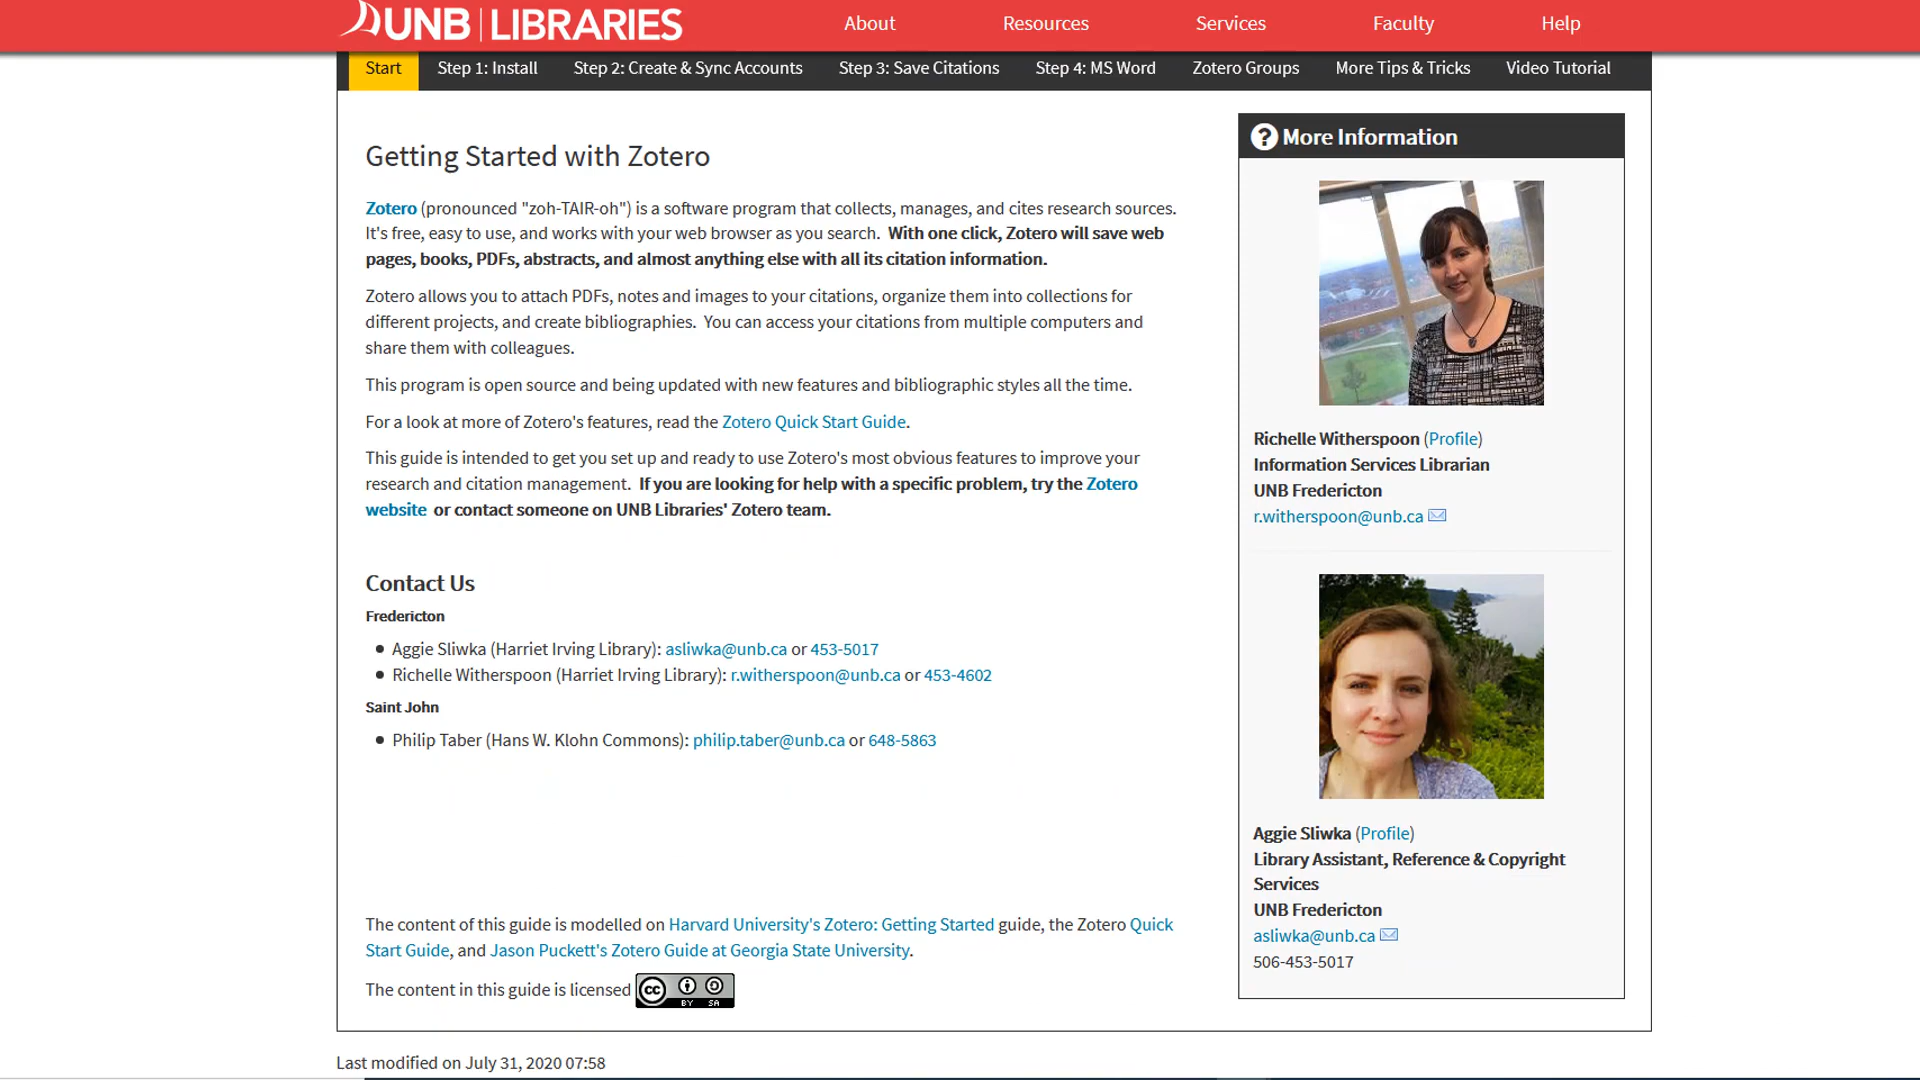 UNB LIBRARIES
About Resources Services Faculty Help
Start Step 1: Install Step 2: Create & Sync Accounts Step 3: Save Citations Step 4: MS Word Zotero Groups More Tips & Tricks Video Tutorial
Getting Started with Zotero
Zotero (pronounced "zoh-TAIR-oh") is a software program that collects, manages, and cites research sources.
It's free, easy to use, and works with your web browser as you search. With one click, Zotero will save web
pages, books, PDFs, abstracts, and almost anything else with all its citation information.
Zotero allows you to attach PDFs, notes and images to your citations, organize them into collections for
different projects, and create bibliographies. You can access your citations from multiple computers and
share them with colleagues.
This program is open source and being updated with new features and bibliographic styles all the time.
For a look at more of Zotero's features, read the Zotero Quick Start Guide.
This guide is intended to get you set up and ready to use Zotero's most obvious features to improve your
research and citation management. If you are looking for help with a specific problem, try the Zotero
website or contact someone on UNB Libraries' Zotero team.
Contact Us
Fredericton
Aggie Sliwka (Harriet Irving Library): asliwka@unb.ca or 453-5017
Richelle Witherspoon (Harriet Irving Library): r.witherspoon@unb.ca or 453-4602
Saint John
Philip Taber (Hans W. Klohn Commons): philip.taber@unb.ca or 648-5863
The content of this guide is modelled on Harvard University's Zotero: Getting Started guide, the Zotero Quick
Start Guide, and Jason Puckett's Zotero Guide at Georgia State University.
The content in this guide is licensed
cc BY SA
? More Information
Richelle Witherspoon (Profile)
Information Services Librarian
UNB Fredericton
r.witherspoon@unb.ca
Aggie Sliwka (Profile)
Library Assistant, Reference & Copyright
Services
UNB Fredericton
asliwka@unb.ca
506-453-5017
Last modified on July 31, 2020 07:58